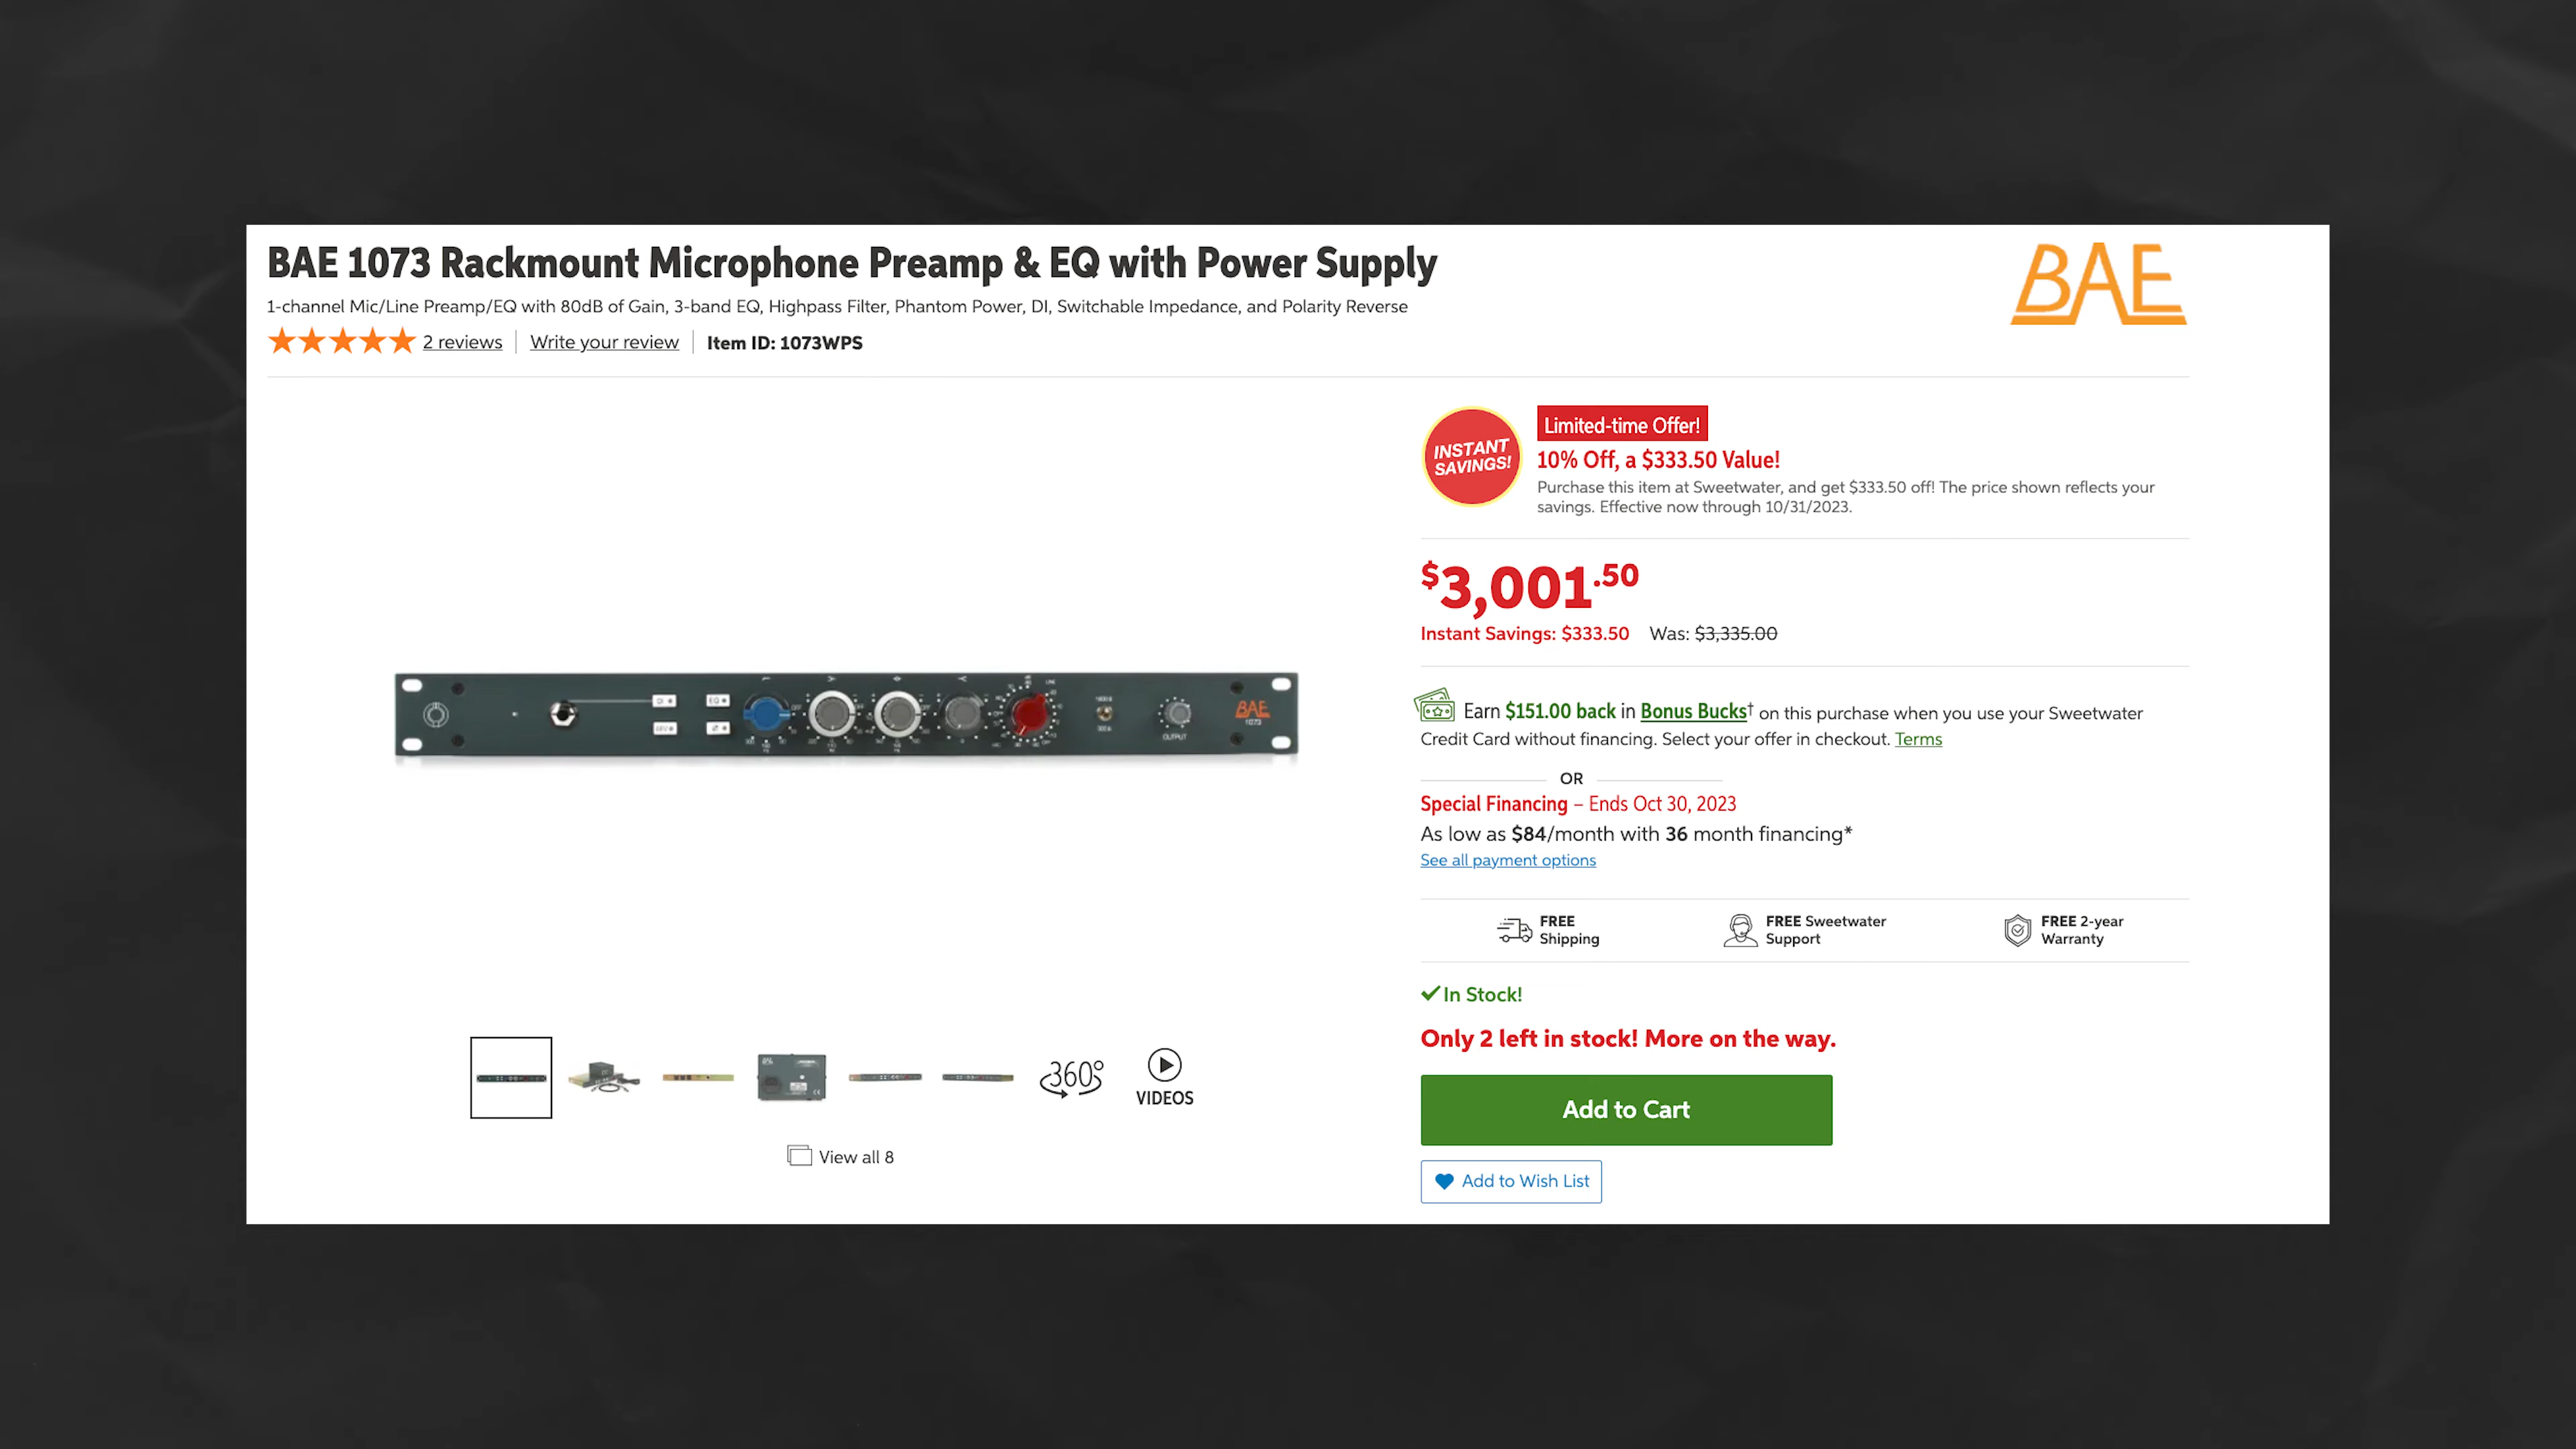 BAE 1073 Rackmount Microphone Preamp & EQ with Power Supply
BAE
1-channel Mic/Line Preamp/EQ with 80dB of Gain, 3-band EQ, Highpass Filter, Phantom Power, DI, Switchable Impedance, and Polarity Reverse
2 reviews
Write your review
Item ID: 1073WPS
INSTANT
SAVINGS!
Limited-time Offer!
10% Off, a $333.50 Value!
Purchase this item at Sweetwater, and get $333.50 off! The price shown reflects your
savings. Effective now through 10/31/2023.
$3,001.50
Instant Savings: $333.50 Was: $3,335.00
EQ
BAE
1073
OUTPUT
Earn $151.00 back in Bonus Bucks† on this purchase when you use your Sweetwater
Credit Card without financing. Select your offer in checkout. Terms
OR
Special Financing – Ends Oct 30, 2023
As low as $84/month with 36 month financing*
See all payment options
FREE
Shipping
FREE Sweetwater
Support
FREE 2-year
Warranty
In Stock!
Only 2 left in stock! More on the way.
Add to Cart
Add to Wish List
360°
VIDEOS
View all 8